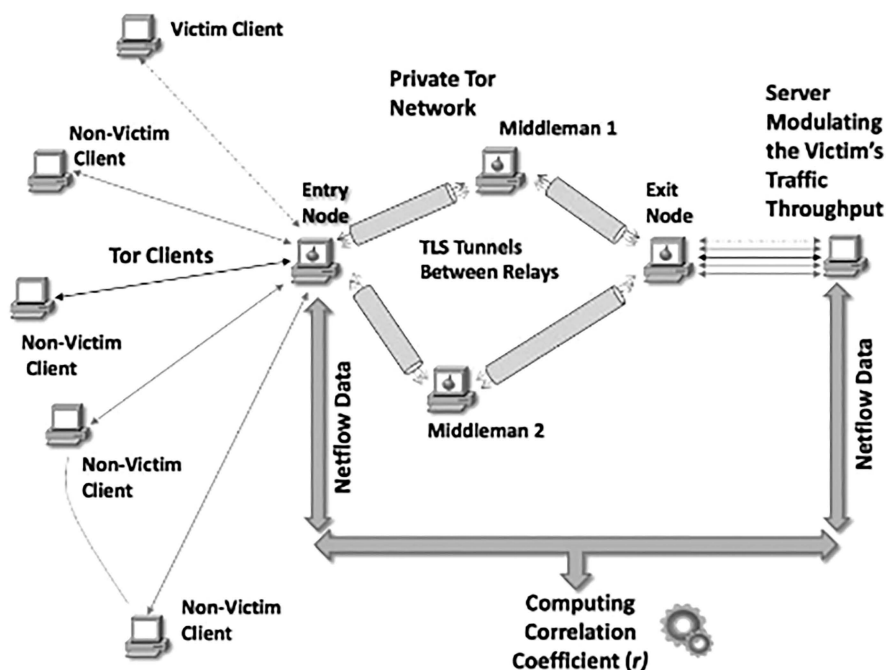 Victim Client
Non-Victim
Client
Tor Clients
Non-Victim
Client
Non-Victim
Client
Non-Victim
Client
Private Tor
Network
Entry
Node
Middleman 1
TLS Tunnels
Between Relays
Middleman 2
Exit
Node
Server
Modulating
the Victim's
Traffic
Throughput
Netflow Data
Netflow Data
Computing
Correlation
Coefficient (r)